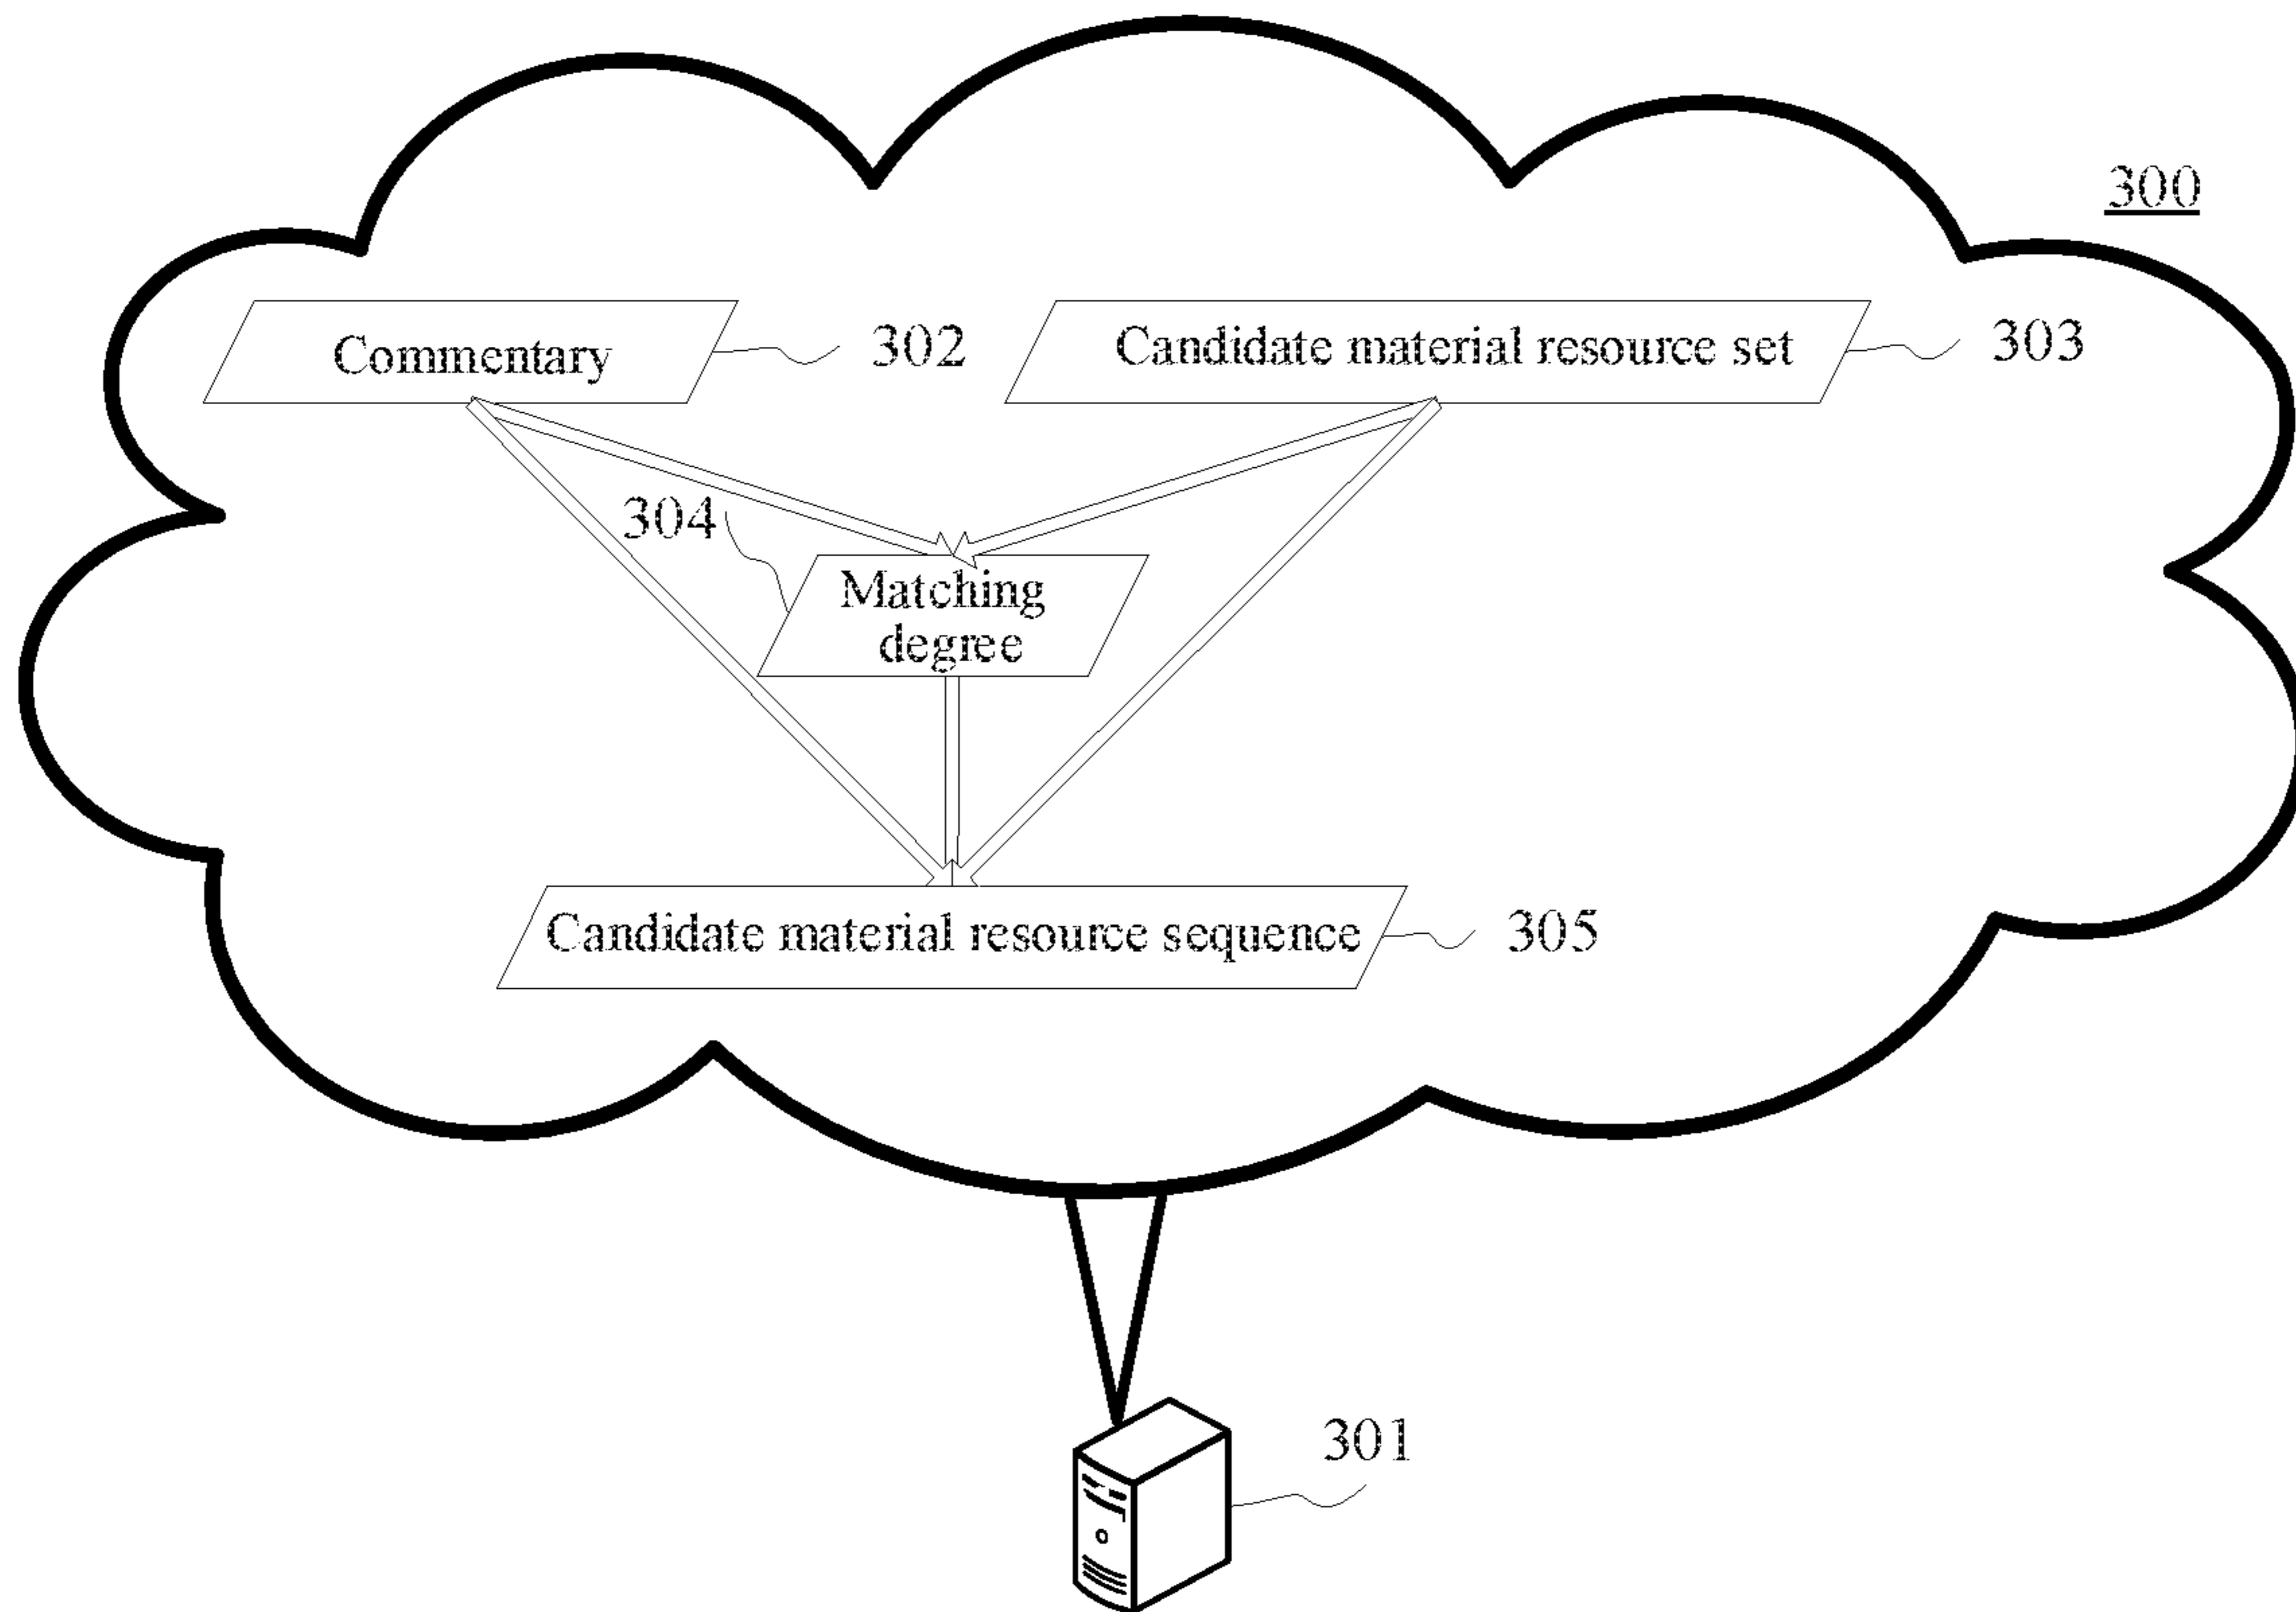 300
Commentary
302
Candidate material resource set
303
304
Matching
degree
Candidate material resource sequence
305
301